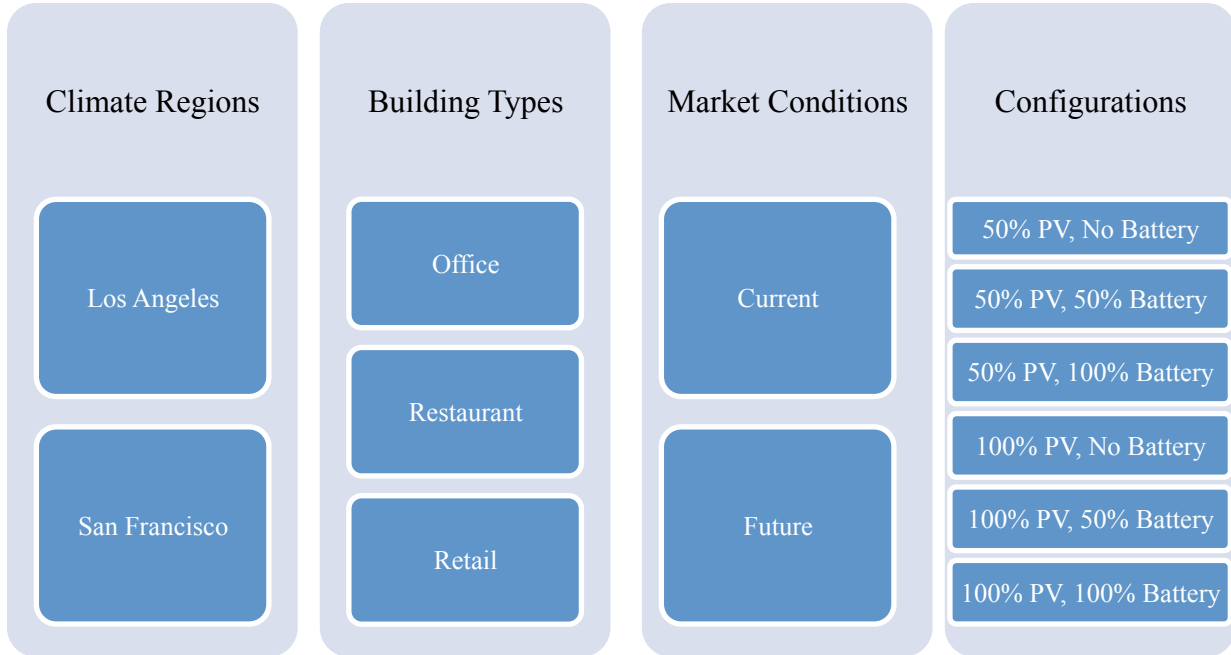 Climate Regions
Los Angeles
San Francisco
Building Types
Office
Restaurant
Retail
Market Conditions
Current
Future
Configurations
50% PV, No Battery
50% PV, 50% Battery
50% PV, 100% Battery
100% PV, No Battery
100% PV, 50% Battery
100% PV, 100% Battery